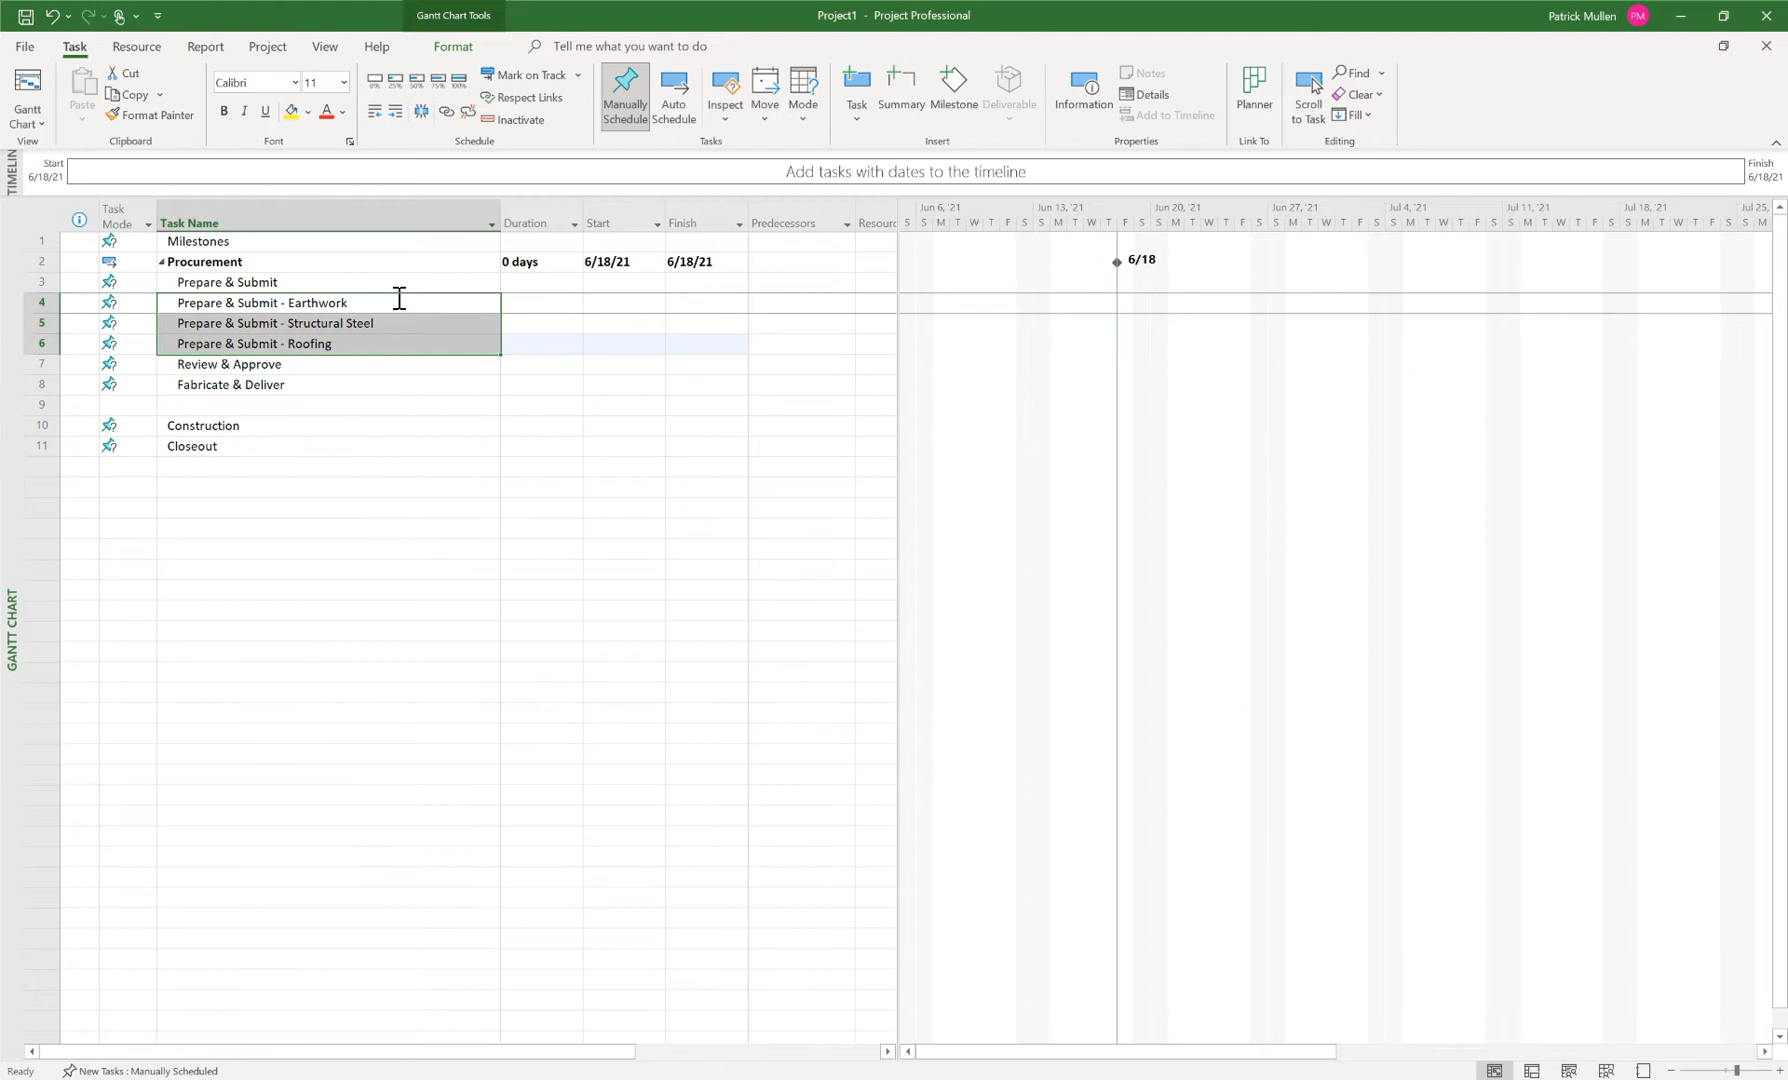 Gantt Chart Tools
Project1 - Project Professional
Patrick Mullen PM
File Task Resource Report Project View Help Format Tell me what you want to do
Gantt Chart
View
Paste
Cut
Copy
Format Painter
Clipboard
Calibri 11
B I U A
Font
0% 25% 50% 75% 100%
Mark on Track
Respect Links
Inactivate
Schedule
Manually Schedule
Auto Schedule
Inspect
Move
Mode
Tasks
Task
Summary
Milestone
Deliverable
Insert
Information
Notes
Details
Add to Timeline
Properties
Planner
Link To
Scroll to Task
Find
Clear
Fill
Editing
TIMELIN
Start
6/18/21
Add tasks with dates to the timeline
Finish
6/18/21
Task Mode Task Name Duration Start Finish Predecessors Resourc
Jun 6, '21 Jun 13, '21 Jun 20, '21 Jun 27, '21 Jul 4, '21 Jul 11, '21 Jul 18, '21 Jul 25,
S S M T W T F S S M T W T F S S M T W T F S S M T W T F S S M T W T F S S M T W T F S S M T W T F S S M
1 Milestones
2 Procurement 0 days 6/18/21 6/18/21 6/18
3 Prepare & Submit
4 Prepare & Submit - Earthwork
5 Prepare & Submit - Structural Steel
6 Prepare & Submit - Roofing
7 Review & Approve
8 Fabricate & Deliver
9
10 Construction
11 Closeout
GANTT CHART
Ready New Tasks : Manually Scheduled